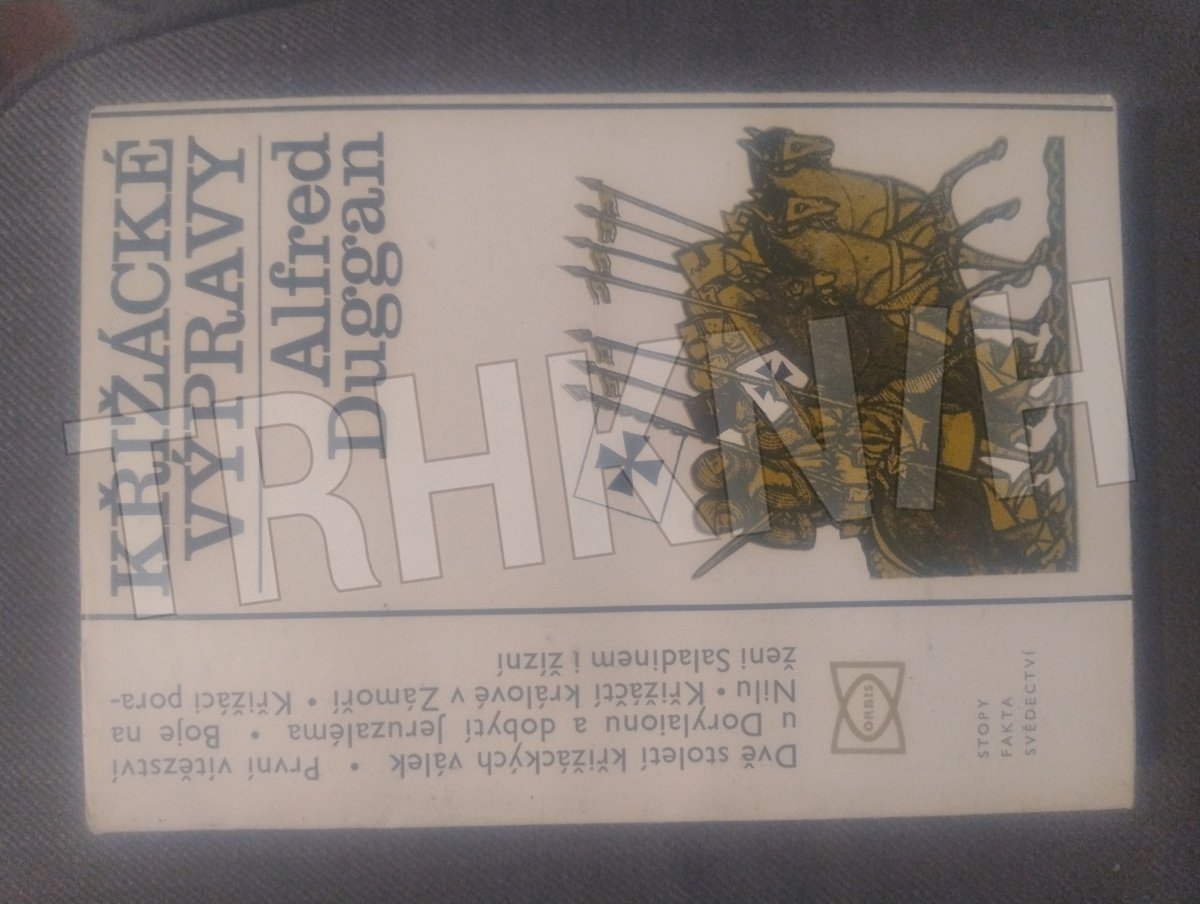 KŘIŽÁCKÉ
VÝPRAVY
Alfred
Duggan
Dvě století křižáckých válek • První vítězství
u Dorylaionu a dobytí Jeruzaléma • Boje na
Nilu • Křižáčtí králové v Zámoří • Křižáci pora-
ženi Saladinem i žízní
ORBIS
STOPY
FAKTA
SVĚDECTVÍ
TRHKNIH